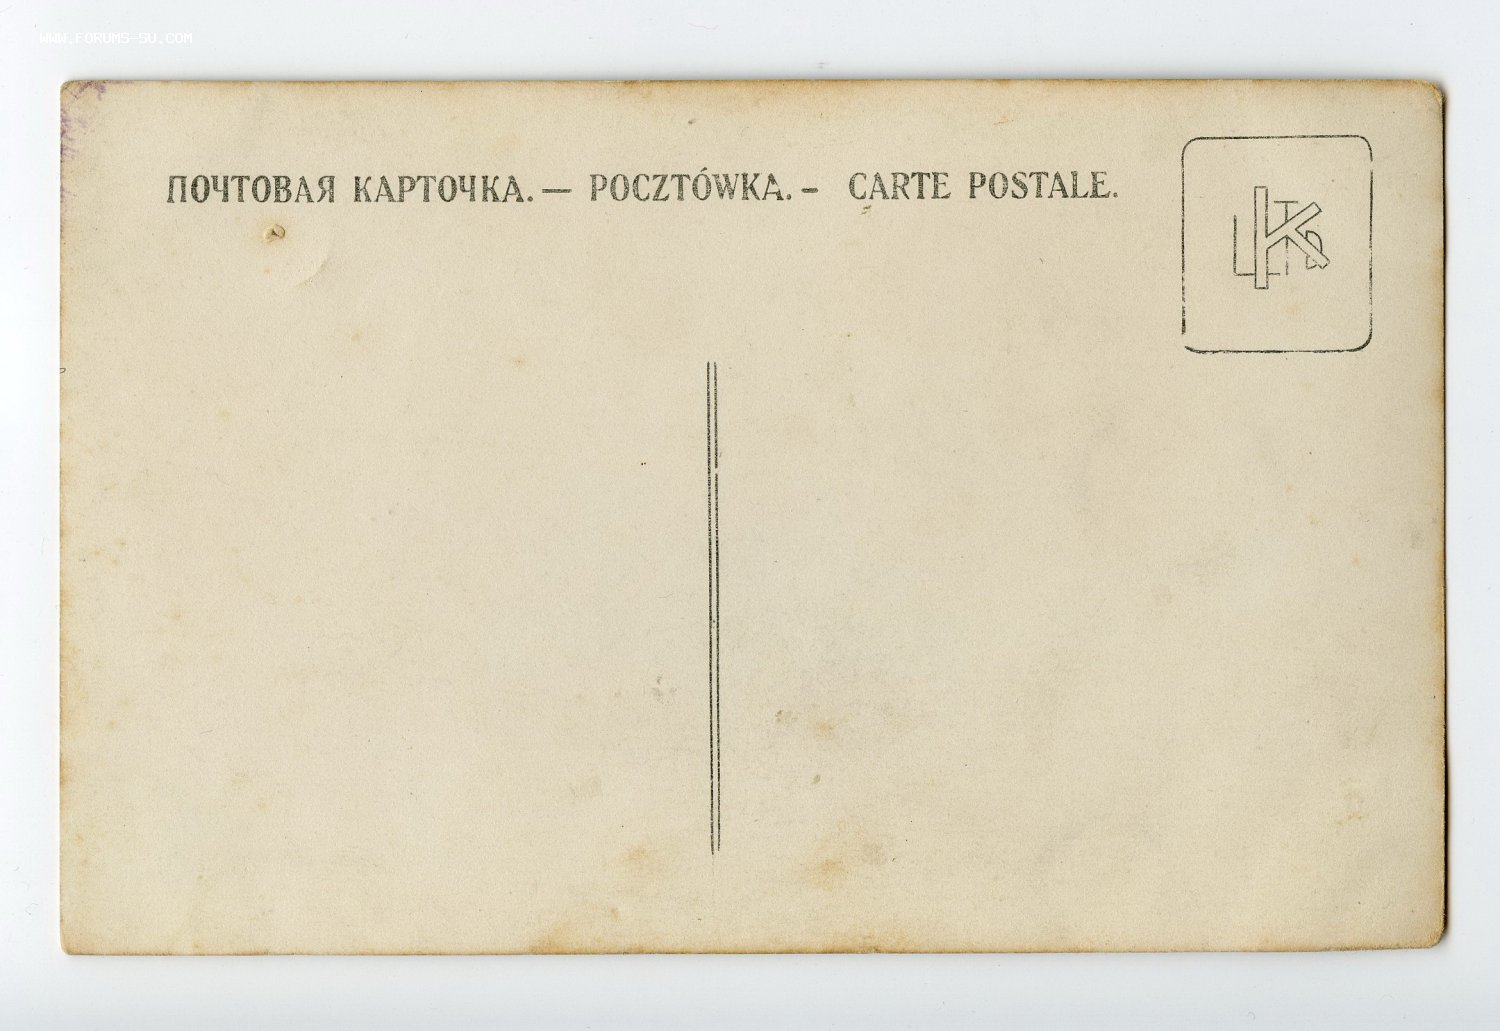 WWW.FORUMS-SU.COM
ПОЧТОВАЯ КАРТОЧКА. — POCZTÓWKA. – CARTE POSTALE.